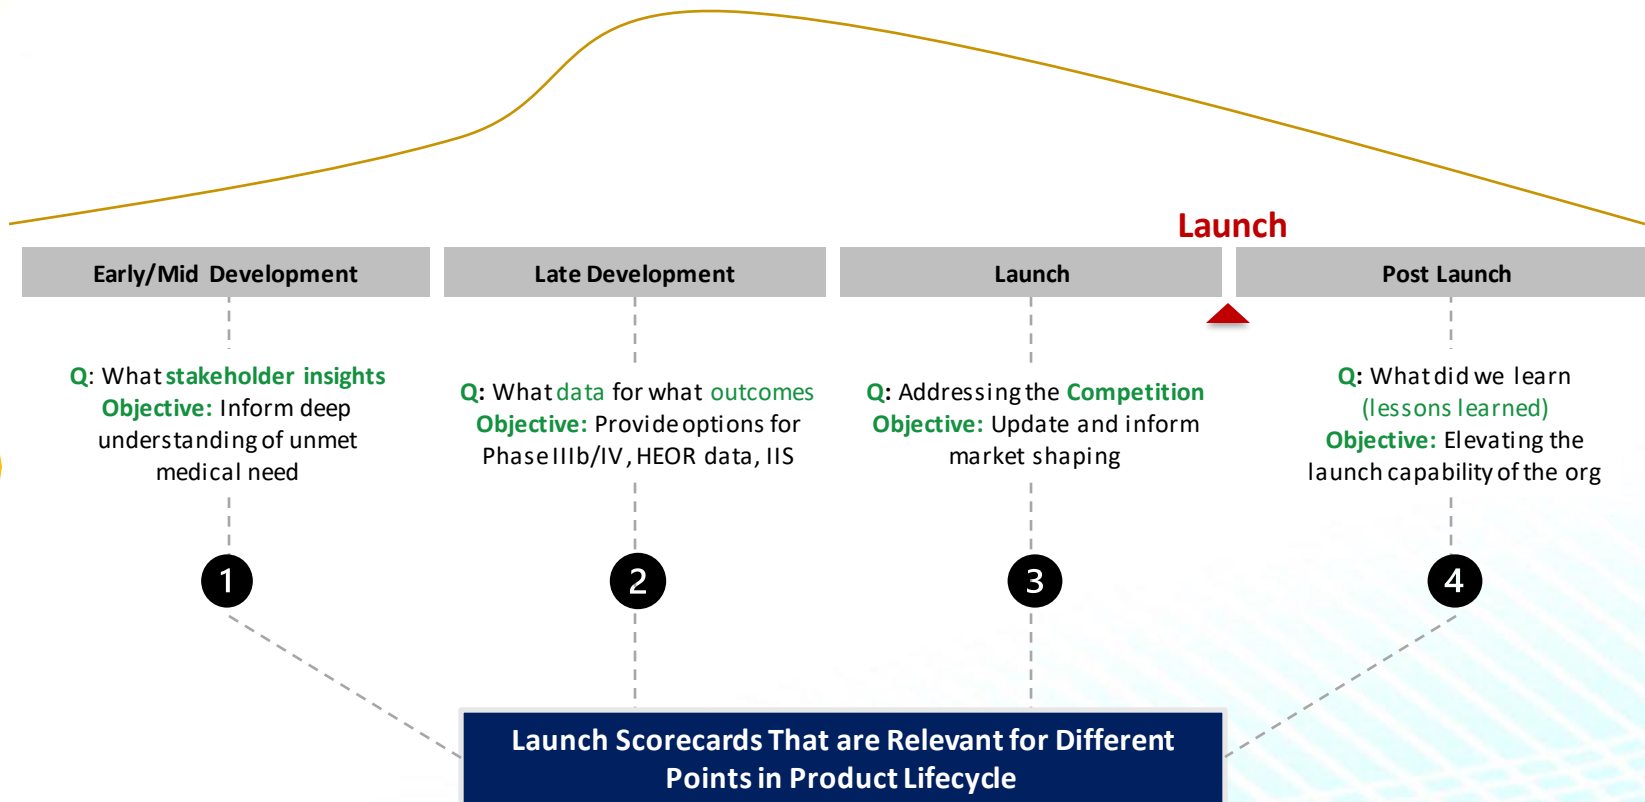 Launch
Early/Mid Development
Late Development
Launch
Post Launch
Q: What stakeholder insights
Objective: Inform deep
understanding of unmet
medical need
Q: What data for what outcomes
Objective: Provide options for
Phase IIIb/IV, HEOR data, IIS
Q: Addressing the Competition
Objective: Update and inform
market shaping
Q: What did we learn
(lessons learned)
Objective: Elevating the
launch capability of the org
1
2
3
4
Launch Scorecards That are Relevant for Different
Points in Product Lifecycle